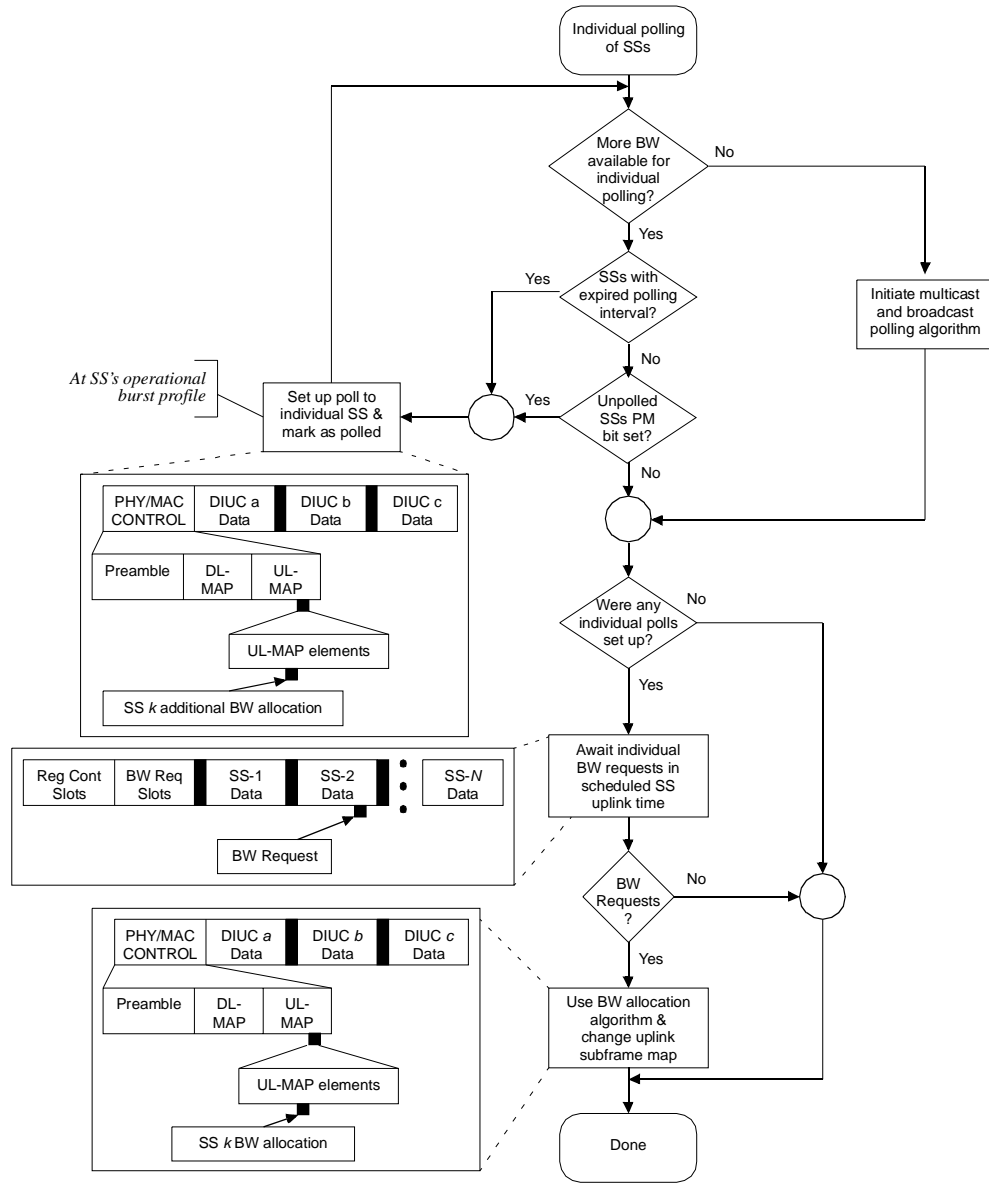 Individual polling
of SSs
More BW
available for
individual
polling?
No
Yes
SSs with
expired polling
interval?
Yes
No
Initiate multicast
and broadcast
polling algorithm
At SS's operational
burst profile
Set up poll to
individual SS &
mark as polled
Yes
Unpolled
SSs PM
bit set?
No
PHY/MAC
CONTROL
DIUC a
Data
DIUC b
Data
DIUC c
Data
Preamble
DL-
MAP
UL-
MAP
UL-MAP elements
SS k additional BW allocation
Were any
individual polls
set up?
No
Yes
Await individual
BW requests in
scheduled SS
uplink time
Reg Cont
Slots
BW Req
Slots
SS-1
Data
SS-2
Data
SS-N
Data
BW Request
BW
Requests
?
No
Yes
PHY/MAC
CONTROL
DIUC a
Data
DIUC b
Data
DIUC c
Data
Preamble
DL-
MAP
UL-
MAP
UL-MAP elements
SS k BW allocation
Use BW allocation
algorithm &
change uplink
subframe map
Done